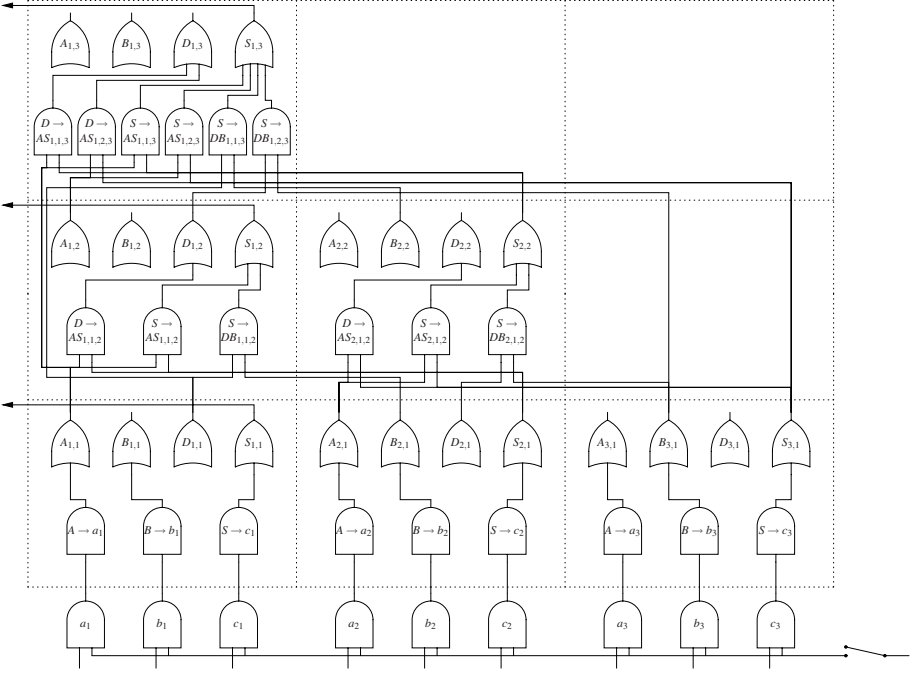 A1,3 B1,3 D1,3 S1,3
D → D → S → S → S → S →
AS1,1,3 AS1,2,3 AS1,1,3 AS1,2,3 DB1,1,3 DB1,2,3
A1,2 B1,2 D1,2 S1,2 A2,2 B2,2 D2,2 S2,2
D → S → S → D → S → S →
AS1,1,2 AS1,1,2 DB1,1,2 AS2,1,2 AS2,1,2 DB2,1,2
A1,1 B1,1 D1,1 S1,1 A2,1 B2,1 D2,1 S2,1 A3,1 B3,1 D3,1 S3,1
A → a1 B → b1 S → c1 A → a2 B → b2 S → c2 A → a3 B → b3 S → c3
a1 b1 c1 a2 b2 c2 a3 b3 c3